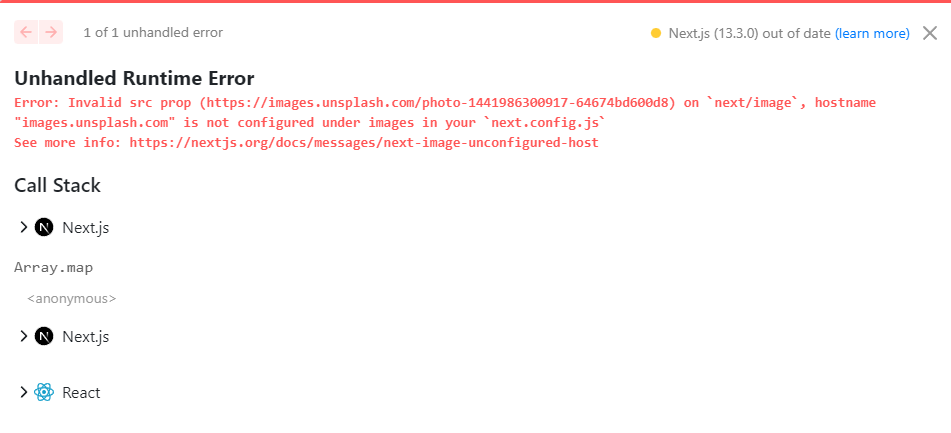 1 of 1 unhandled error
Next.js (13.3.0) out of date (learn more)
Unhandled Runtime Error
Error: Invalid src prop (https://images.unsplash.com/photo-1441986300917-64674bd600d8) on `next/image`, hostname
"images.unsplash.com" is not configured under images in your `next.config.js`
See more info: https://nextjs.org/docs/messages/next-image-unconfigured-host
Call Stack
Next.js
Array.map
<anonymous>
Next.js
React